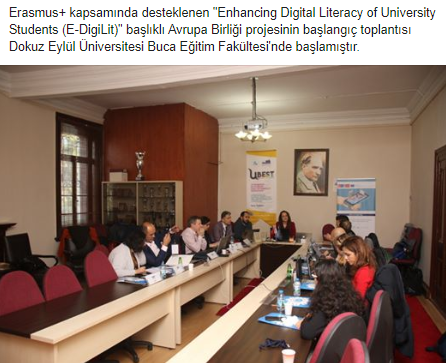 Erasmus+ kapsamında desteklenen "Enhancing Digital Literacy of University
Students (E-DigiLit)" başlıklı Avrupa Birliği projesinin başlangıç toplantısı
Dokuz Eylül Üniversitesi Buca Eğitim Fakültesi'nde başlamıştır.
UBEST